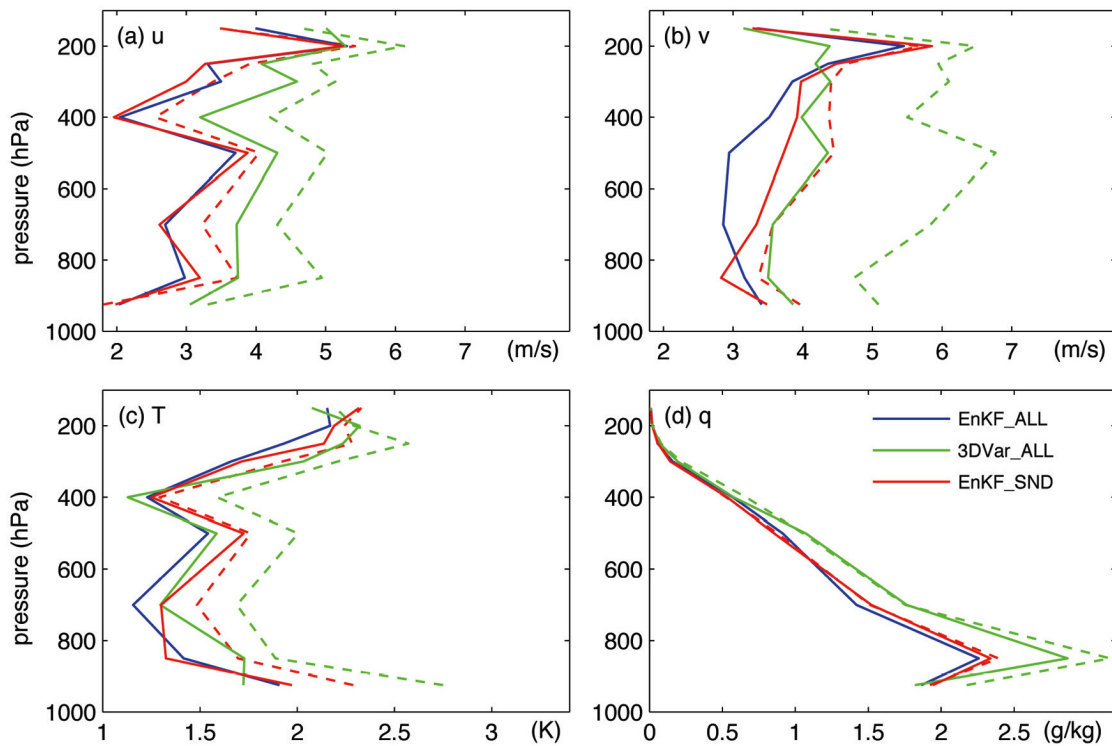 (a) u
pressure (hPa)
200
400
600
800
1000
2 3 4 5 6 7 (m/s)
(b) v
200
400
600
800
1000
2 3 4 5 6 7 (m/s)
(c) T
pressure (hPa)
200
400
600
800
1000
1 1.5 2 2.5 3 (K)
(d) q
EnKF_ALL
3DVar_ALL
EnKF_SND
200
400
600
800
1000
0 0.5 1 1.5 2 2.5 (g/kg)